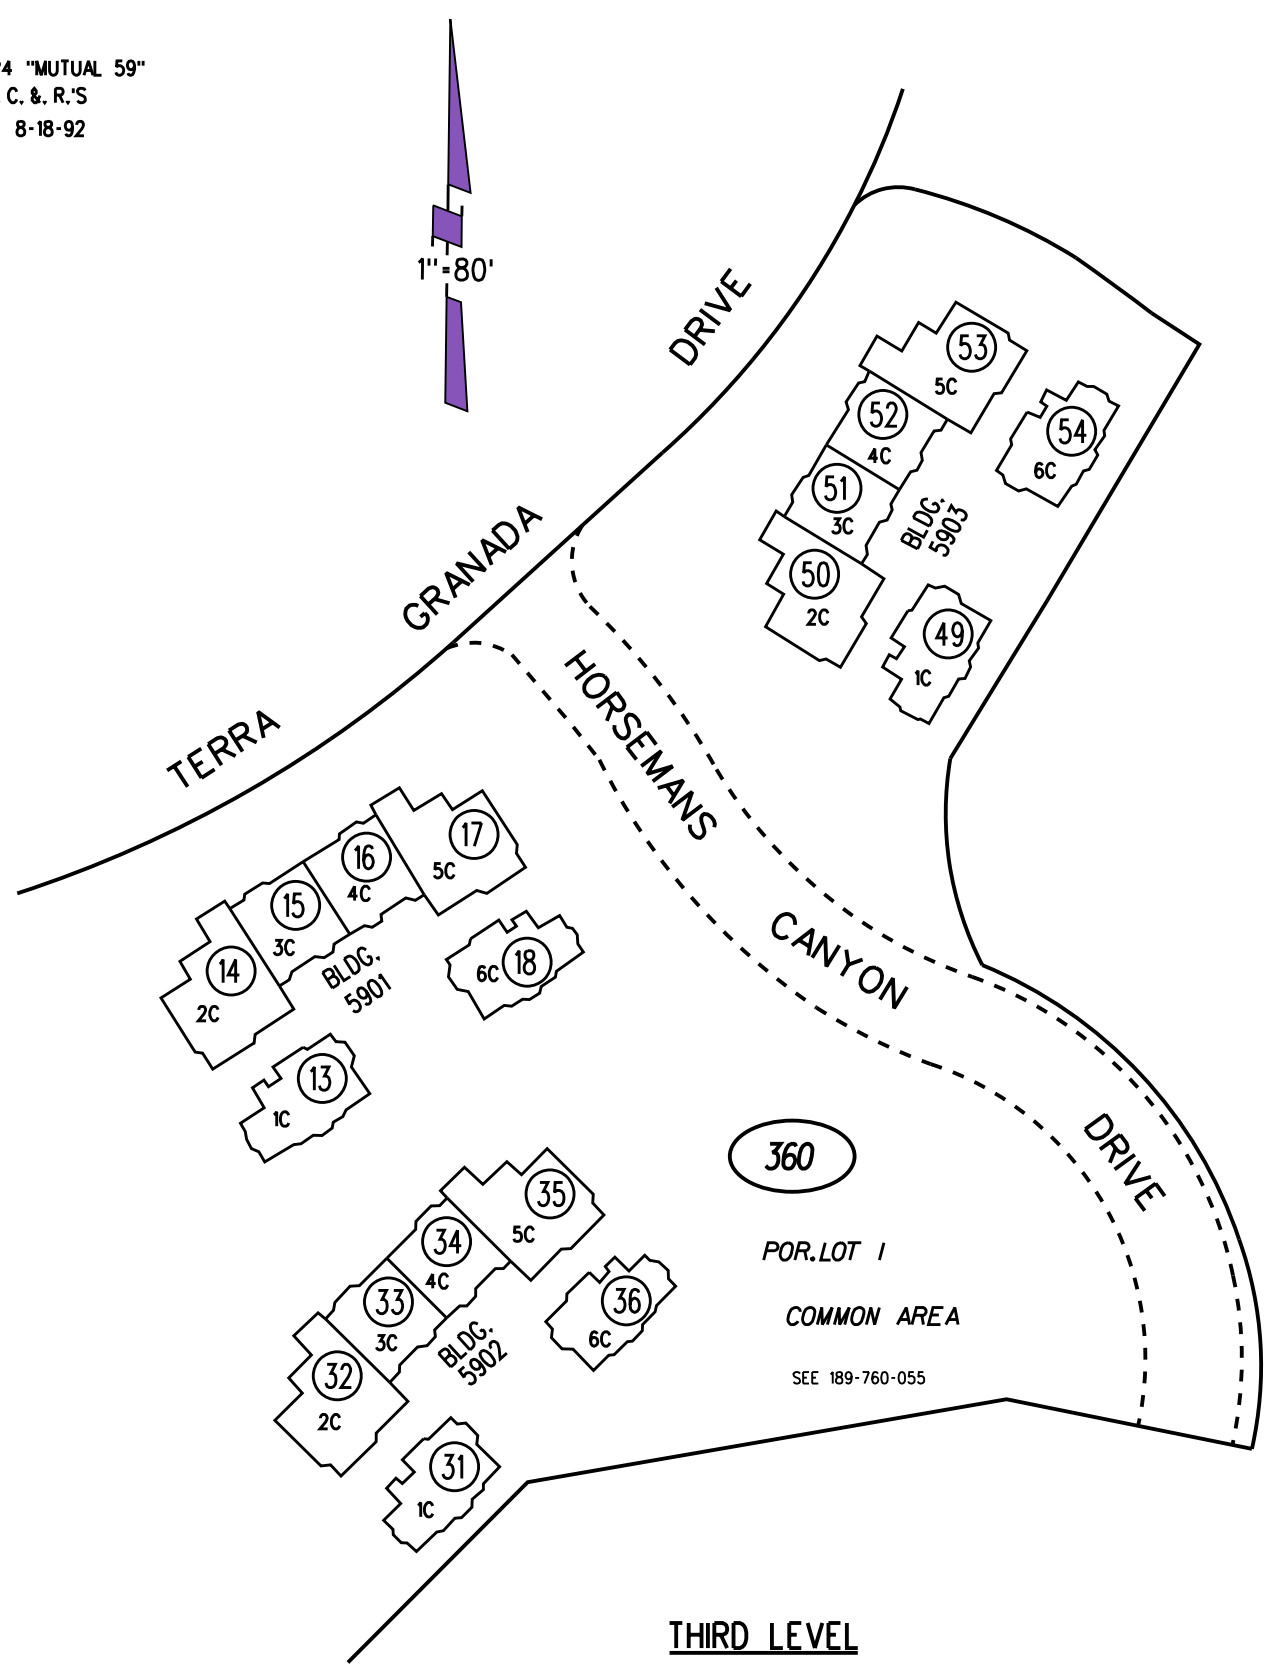 "MUTUAL 59"
C. & R.'S
8-18-92
1"=80'
TERRA GRANADA DRIVE
HORSEMANS CANYON DRIVE
53
5C
52
4C
54
6C
51
3C
BLDG.
5903
50
2C
49
1C
17
5C
16
4C
15
3C
14
2C
BLDG.
5901
18
6C
13
1C
360
POR. LOT 1
COMMON AREA
SEE 189-760-055
35
5C
34
4C
33
3C
36
6C
BLDG.
5902
32
2C
31
1C
THIRD LEVEL